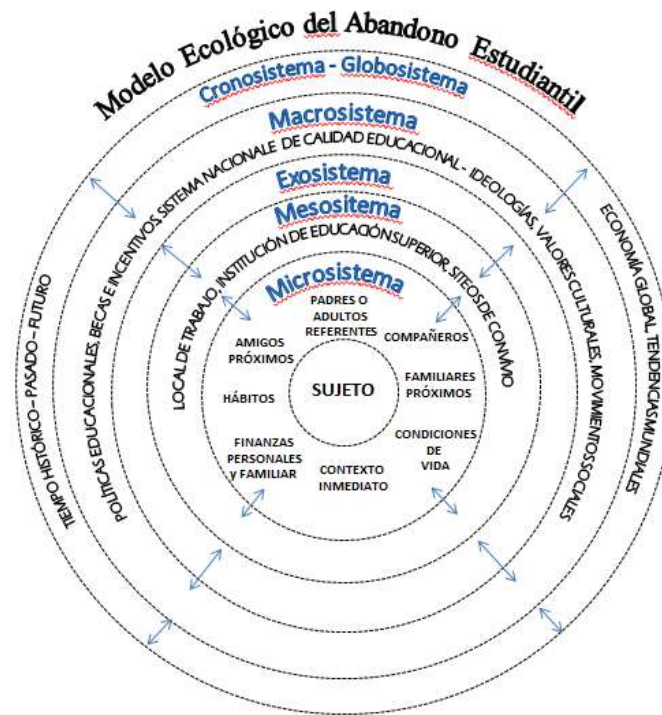 Modelo Ecológico del Abandono Estudiantil
Cronosistema - Globosistema
Macrosistema
POLÍTICAS EDUCACIONALES, BECAS E INCENTIVOS, SISTEMA NACIONALE DE CALIDAD EDUCACIONAL - IDEOLOGÍAS, VALORES CULTURALES, MOVIMIENTOS SOCIALES
Exosistema
Mesositema
LOCAL DE TRABAJO, INSTITUCIÓN DE EDUCACIÓN SUPERIOR, SITEOS DE CONVÍVIO
Microsistema
PADRES O
ADULTOS
REFERENTES
AMIGOS
PRÓXIMOS
COMPAÑEROS
HÁBITOS
SUJETO
FAMILIARES
PRÓXIMOS
FINANZAS
PERSONALES
y FAMILIAR
CONTEXTO
INMEDIATO
CONDICIONES
DE
VIDA
TIEMPO HISTÓRICO – PASADO – FUTURO
ECONOMÍA GLOBAL, TENDENCIAS MUNDIALES